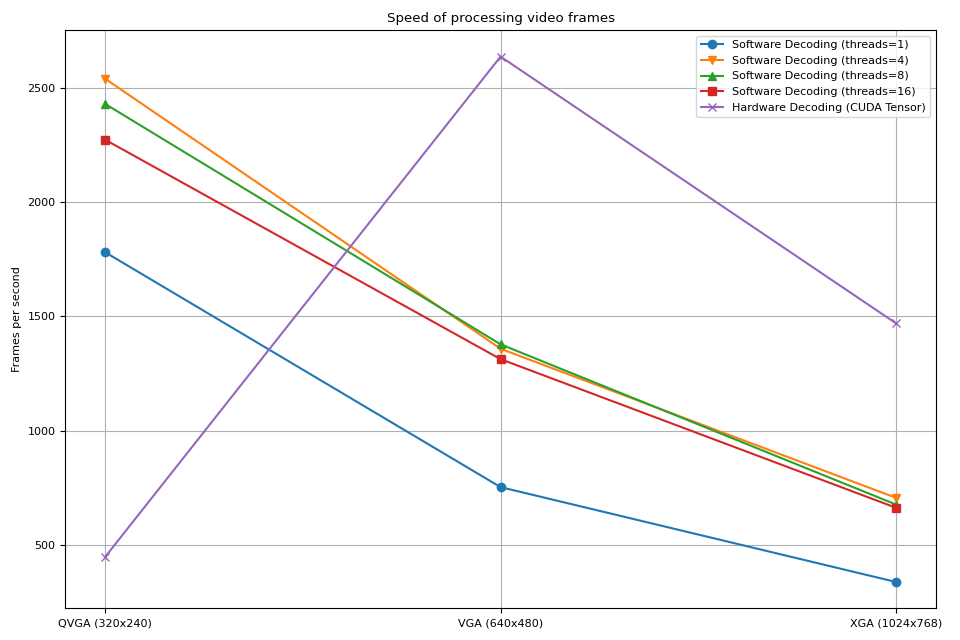 Speed of processing video frames
Software Decoding (threads=1)
Software Decoding (threads=4)
Software Decoding (threads=8)
Software Decoding (threads=16)
Hardware Decoding (CUDA Tensor)
Frames per second
2500
2000
1500
1000
500
QVGA (320x240)
VGA (640x480)
XGA (1024x768)